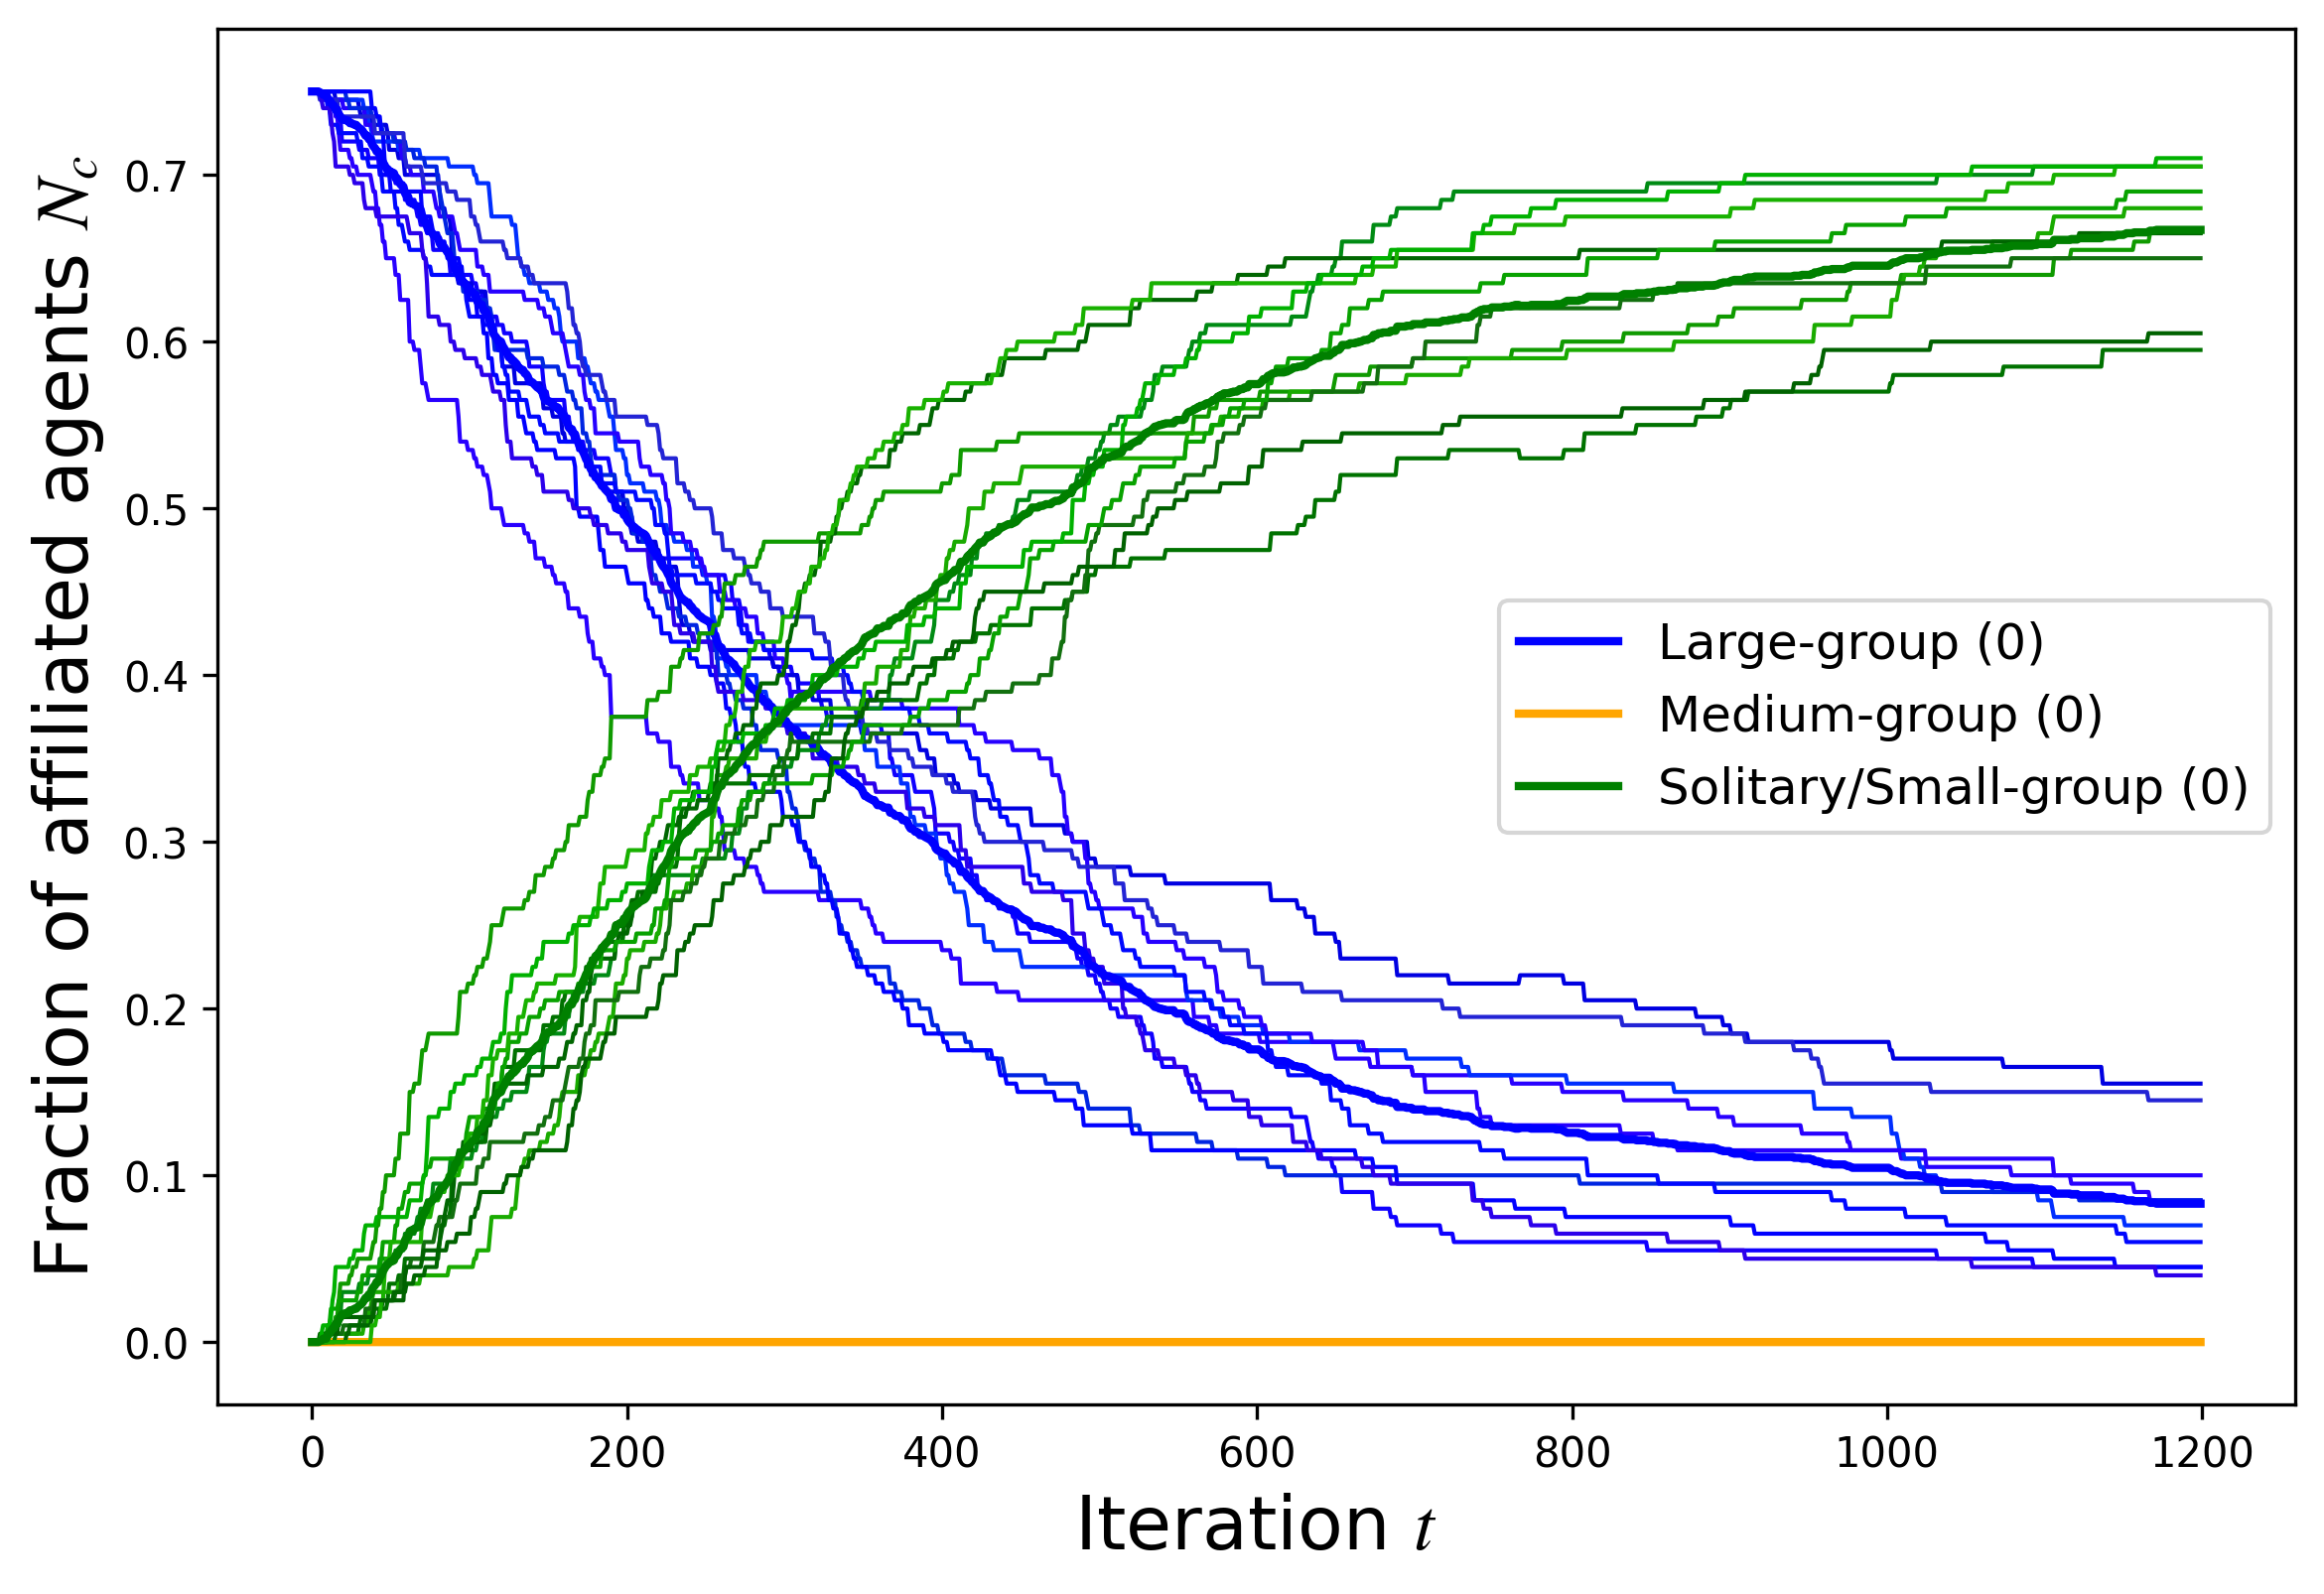 Fraction of affiliated agents N_c
0.7
0.6
0.5
0.4
0.3
0.2
0.1
0.0
Large-group (0)
Medium-group (0)
Solitary/Small-group (0)
0 200 400 600 800 1000 1200
Iteration t